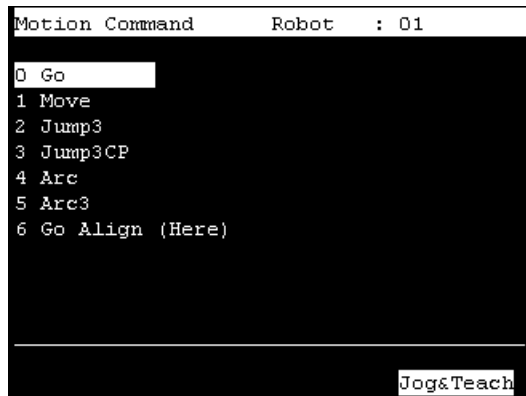 Motion Command Robot : 01
0 Go
1 Move
2 Jump3
3 Jump3CP
4 Arc
5 Arc3
6 Go Align (Here)
Jog&Teach